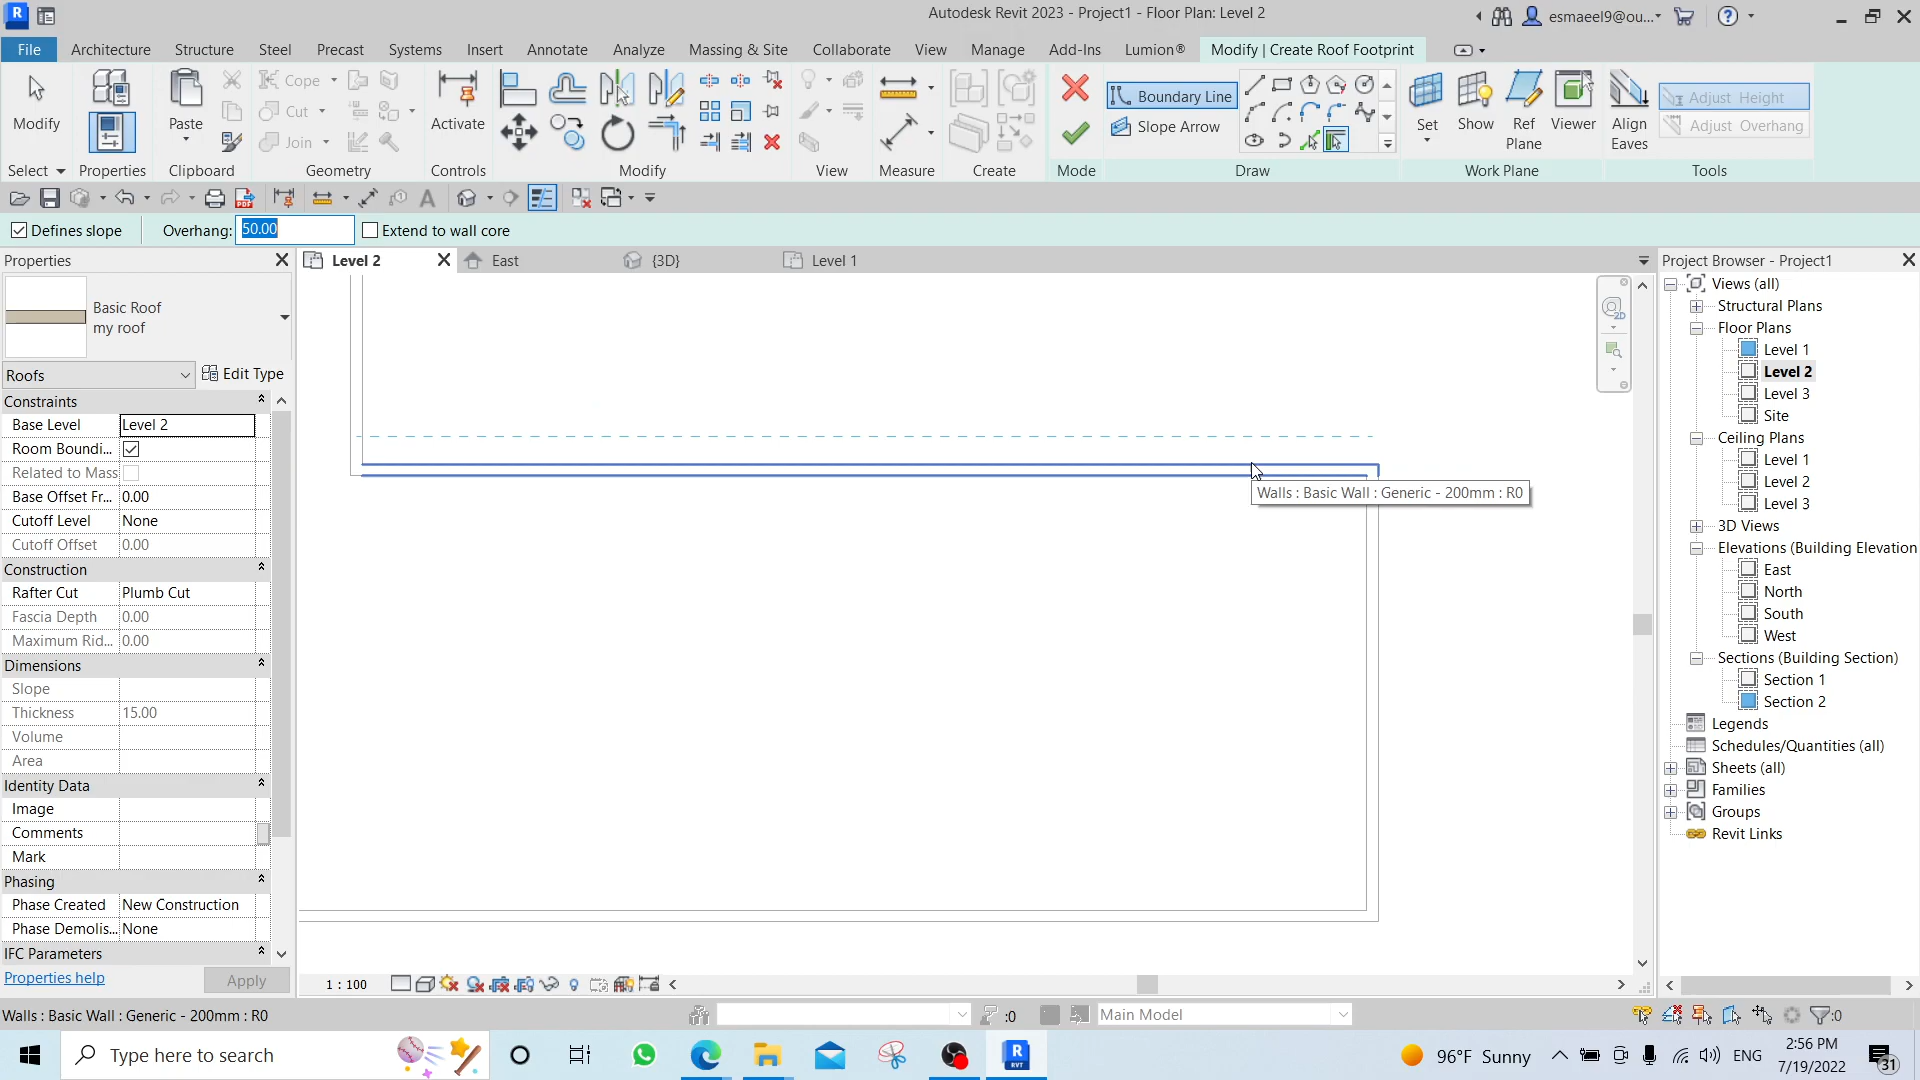 Autodesk Revit 2023 - Project1 - Floor Plan: Level 2
esmaeel9@ou...
File Architecture Structure Steel Precast Systems Insert Annotate Analyze Massing & Site Collaborate View Manage Add-Ins Lumion® Modify | Create Roof Footprint
Modify
Paste
Cope
Cut
Join
Activate
Boundary Line
Slope Arrow
Set
Show
Ref Plane
Viewer
Align Eaves
Adjust Height
Adjust Overhang
Select Properties Clipboard Geometry Controls Modify View Measure Create Mode Draw Work Plane Tools
Defines slope Overhang: 50.00 Extend to wall core
Properties
Level 2 East {3D} Level 1
Project Browser - Project1
Basic Roof
my roof
Roofs Edit Type
Constraints
Base Level Level 2
Room Boundi...
Related to Mass
Base Offset Fr... 0.00
Cutoff Level None
Cutoff Offset 0.00
Construction
Rafter Cut Plumb Cut
Fascia Depth 0.00
Maximum Rid... 0.00
Dimensions
Slope
Thickness 15.00
Volume
Area
Identity Data
Image
Comments
Mark
Phasing
Phase Created New Construction
Phase Demolis... None
IFC Parameters
Properties help Apply
Walls : Basic Wall : Generic - 200mm : R0
2D
Views (all)
Structural Plans
Floor Plans
Level 1
Level 2
Level 3
Site
Ceiling Plans
Level 1
Level 2
Level 3
3D Views
Elevations (Building Elevation
East
North
South
West
Sections (Building Section)
Section 1
Section 2
Legends
Schedules/Quantities (all)
Sheets (all)
Families
Groups
Revit Links
1 : 100
Walls : Basic Wall : Generic - 200mm : R0 :0 Main Model :0
Type here to search
96°F Sunny
ENG
2:56 PM
7/19/2022
31